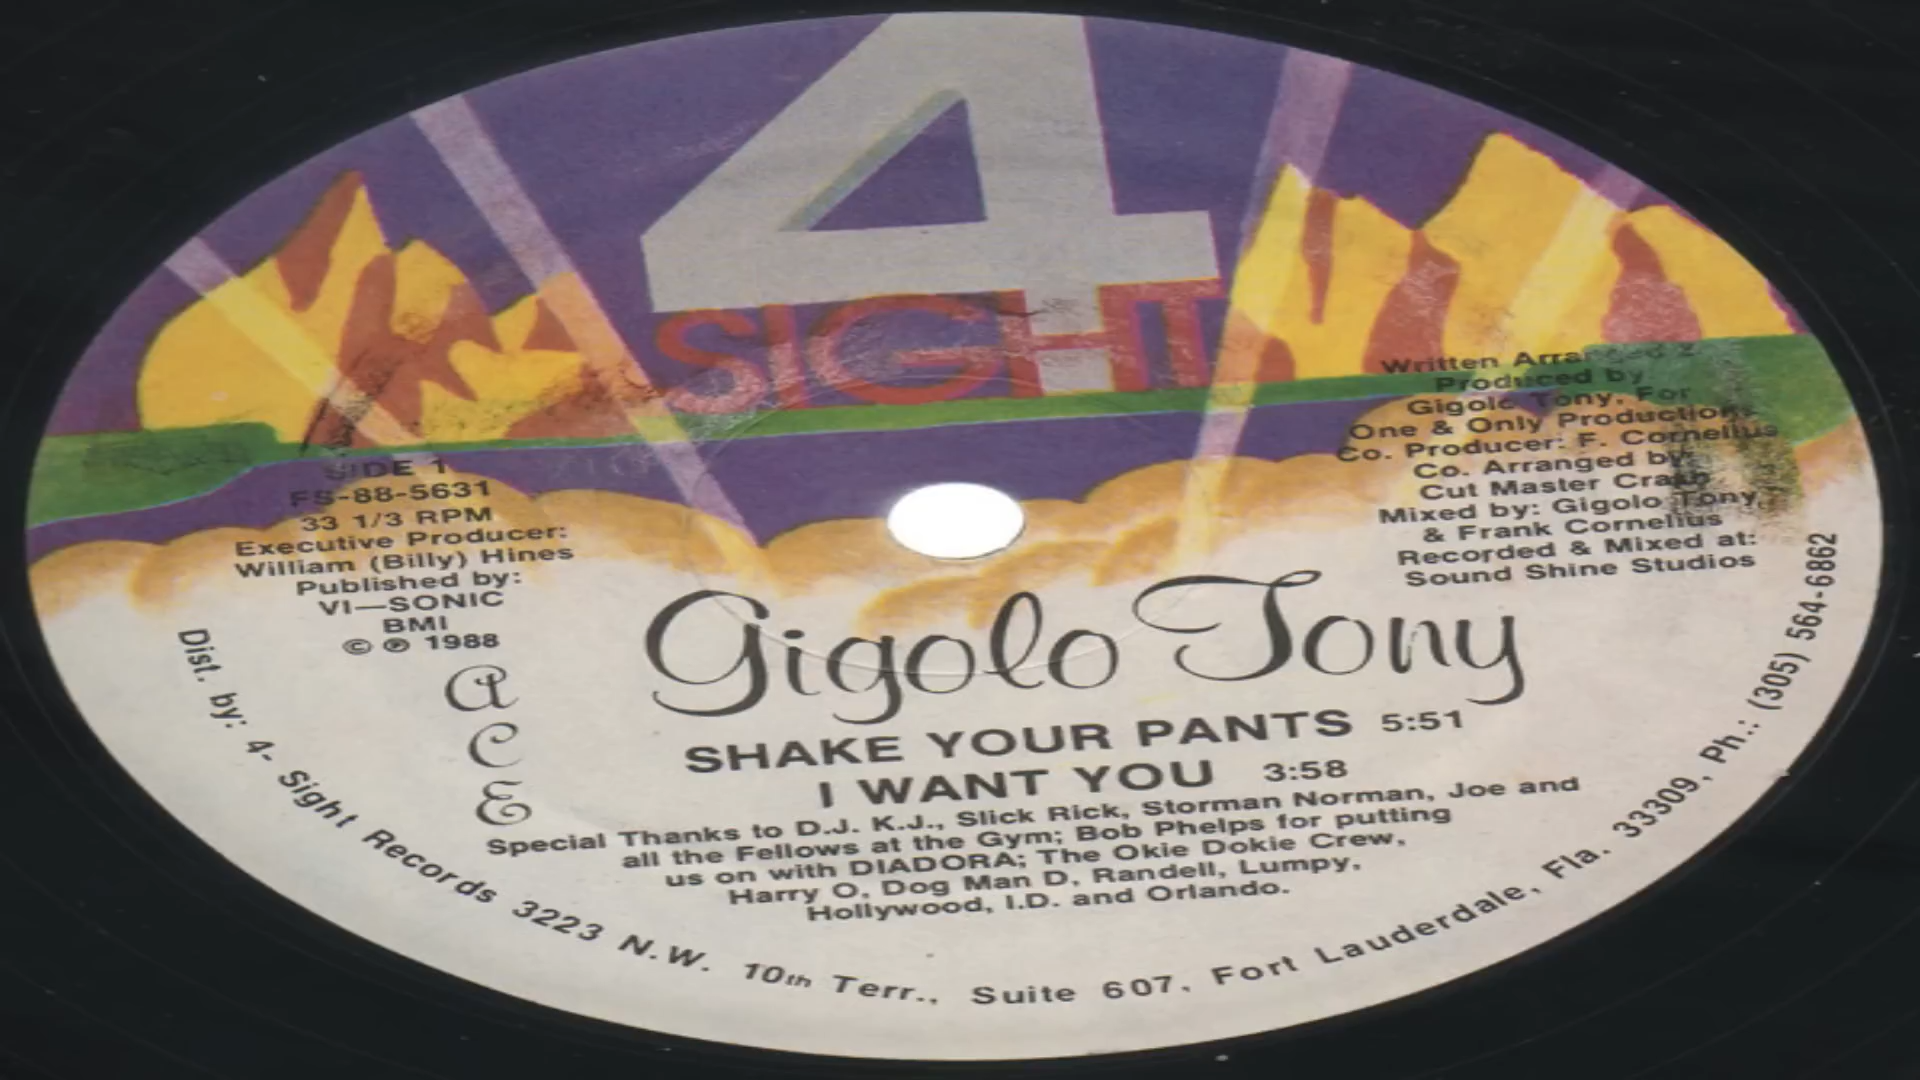 4
SIGHT
SIDE 1
FS-88-5631
33 1/3 RPM
Executive Producer:
William (Billy) Hines
Published by:
VI—SONIC
BMI
© ℗ 1988
A
C
E
Written Arranged &
Produced by
Gigolo Tony, For
One & Only Productions
Co. Producer: F. Cornelius
Co. Arranged by
Cut Master Crash
Mixed by: Gigolo Tony
& Frank Cornelius
Recorded & Mixed at:
Sound Shine Studios
Gigolo Tony
SHAKE YOUR PANTS 5:51
I WANT YOU 3:58
Special Thanks to D.J. K.J., Slick Rick, Storman Norman, Joe and
all the Fellows at the Gym; Bob Phelps for putting
us on with DIADORA; The Okie Dokie Crew,
Harry O, Dog Man D, Randell, Lumpy,
Hollywood, I.D. and Orlando.
Dist. by: 4- Sight Records 3223 N.W. 10th Terr., Suite 607, Fort Lauderdale, Fla. 33309, Ph.: (305) 564-6862